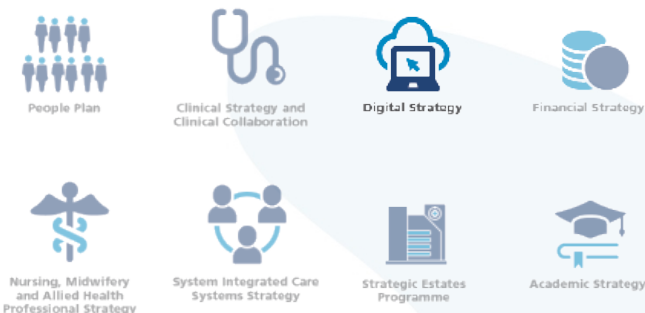 People Plan
Clinical Strategy and
Clinical Collaboration
Digital Strategy
Financial Strategy
Nursing, Midwifery
and Allied Health
Professional Strategy
System Integrated Care
Systems Strategy
Strategic Estates
Programme
Academic Strategy